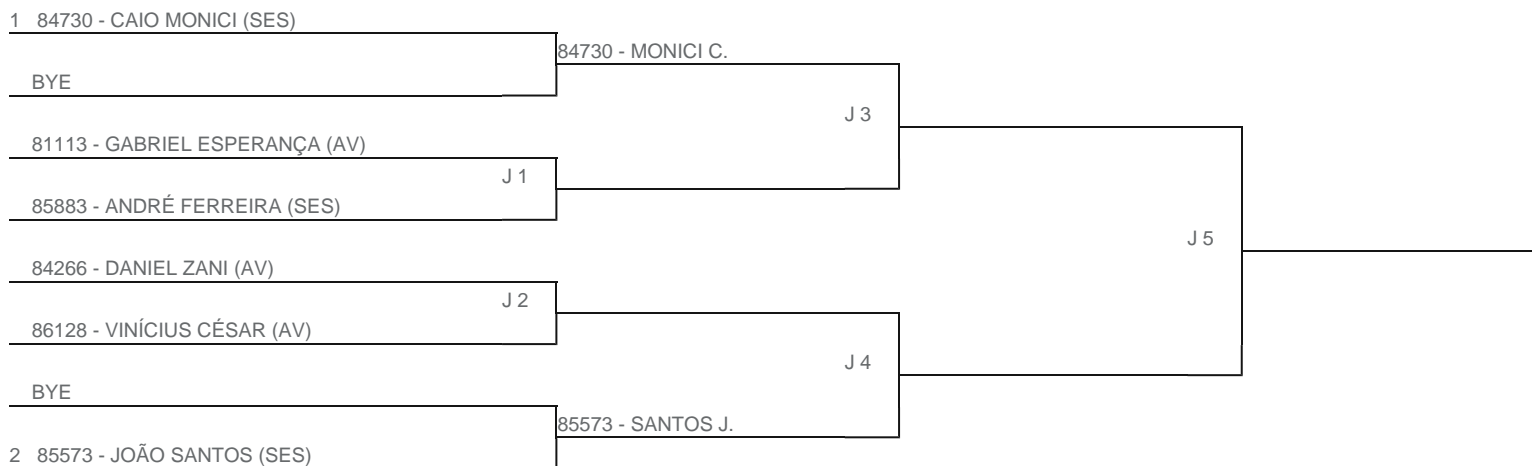 1 84730 - CAIO MONICI (SES)
84730 - MONICI C.
BYE
J 3
81113 - GABRIEL ESPERANÇA (AV)
J 1
85883 - ANDRÉ FERREIRA (SES)
J 5
84266 - DANIEL ZANI (AV)
J 2
86128 - VINÍCIUS CÉSAR (AV)
J 4
BYE
85573 - SANTOS J.
2 85573 - JOÃO SANTOS (SES)